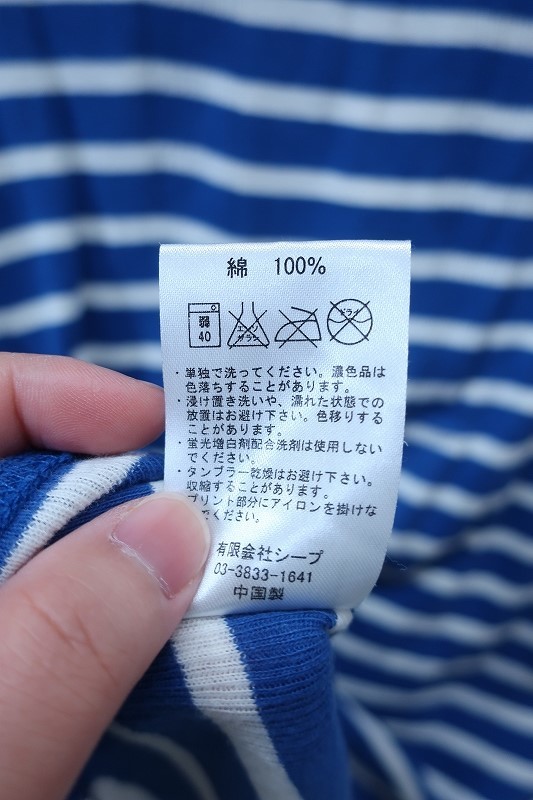 綿 100%
弱
40
エンソ
サラシ
ドライ
・単独で洗ってください。濃色品は
色落ちすることがあります。
・浸け置き洗いや、濡れた状態での
放置はお避け下さい。色移りする
ことがあります。
・蛍光増白剤配合洗剤は使用しない
でください。
・タンブラー乾燥はお避け下さい。
収縮することがあります。
プリント部分にアイロンを掛けな
でください。
有限会社シープ
03-3833-1641
中国製